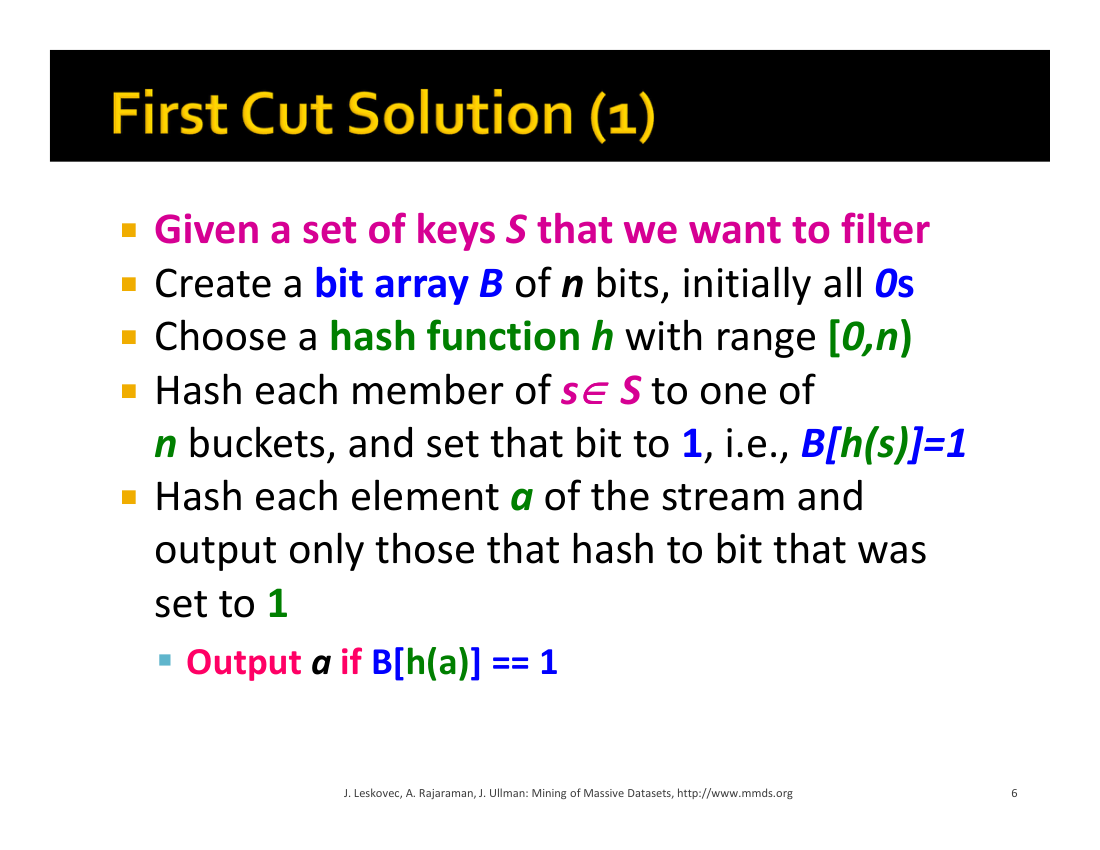 First Cut Solution (1)
Given a set of keys S that we want to filter
Create a bit array B of n bits, initially all 0s
Choose a hash function h with range [0,n)
Hash each member of s∈ S to one of
n buckets, and set that bit to 1, i.e., B[h(s)]=1
Hash each element a of the stream and
output only those that hash to bit that was
set to 1
Output a if B[h(a)] == 1
J. Leskovec, A. Rajaraman, J. Ullman: Mining of Massive Datasets, http://www.mmds.org
6